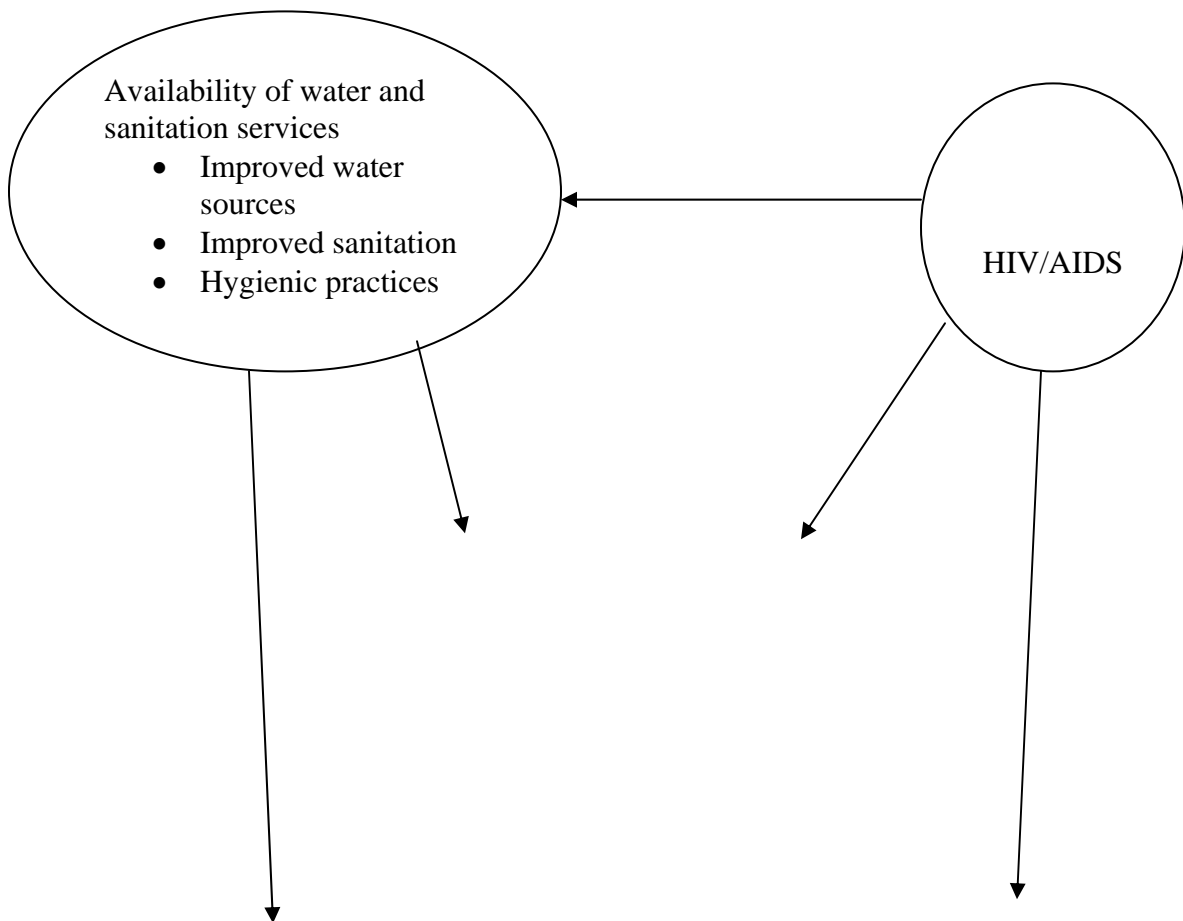 Availability of water and
sanitation services
• Improved water
sources
• Improved sanitation
• Hygienic practices
HIV/AIDS